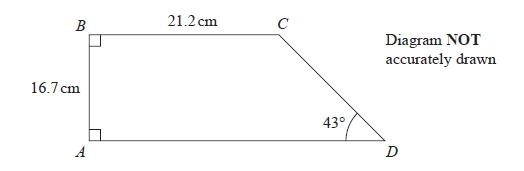 B
21.2 cm
C
Diagram NOT
accurately drawn
16.7 cm
43°
A
D